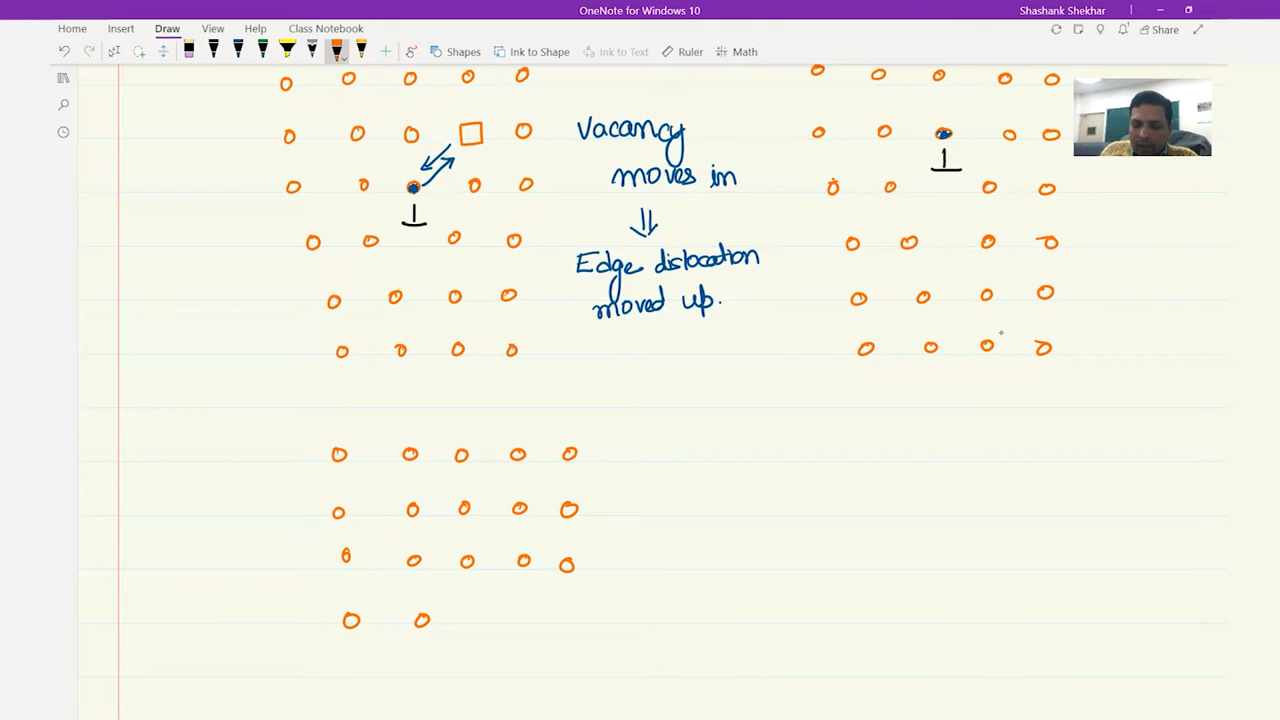 OneNote for Windows 10
Shashank Shekhar
Home Insert Draw View Help Class Notebook
Shapes Ink to Shape Ink to Text Ruler Math
Share
Vacancy
moves in
⇓
Edge dislocation
moved up.